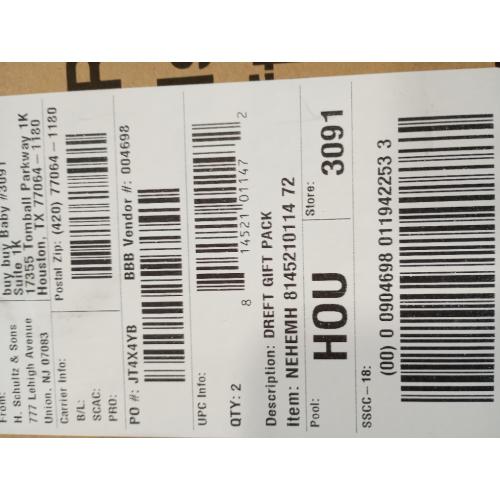 From:
H. Schultz & Sons
777 Lehigh Avenue
Union, NJ 07083
buy buy Baby #3091
Suite 1K
17355 Tomball Parkway 1K
Houston, TX 77064-1180
Carrier Info:
B/L:
SCAC:
PRO:
Postal Zip: (420) 77064-1180
PO #: JT4X4YB
BBB Vendor #: 004698
UPC Info:
8 14521 01147 2
QTY: 2
Description: DREFT GIFT PACK
Item: NEHEMH 8145210114 72
Pool:
HOU
Store:
3091
SSCC-18:
(00) 0 0904698 011942253 3